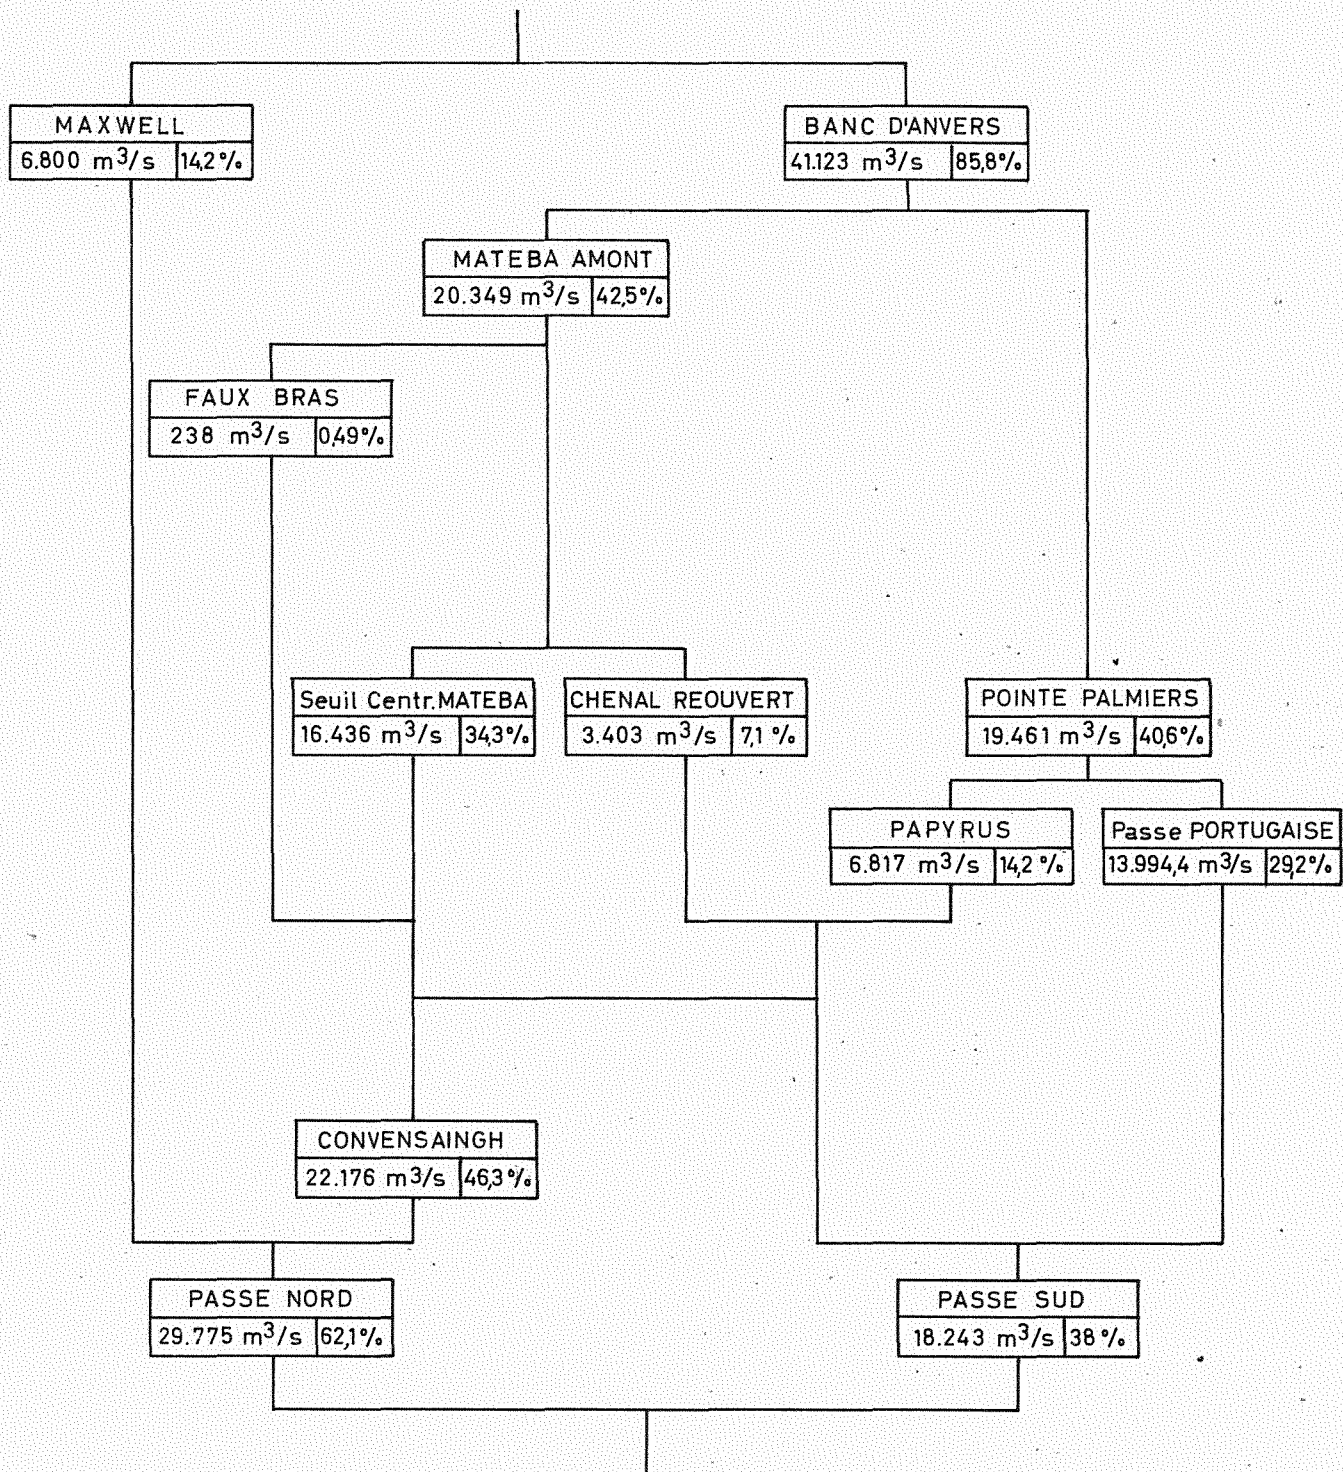 MAXWELL
6.800 m³/s 14,2%
BANC D'ANVERS
41.123 m³/s 85,8%
MATEBA AMONT
20.349 m³/s 42,5%
FAUX BRAS
238 m³/s 0,49%
Seuil Centr.MATEBA
16.436 m³/s 34,3%
CHENAL REOUVERT
3.403 m³/s 7,1 %
POINTE PALMIERS
19.461 m³/s 40,6%
PAPYRUS
6.817 m³/s 14,2 %
Passe PORTUGAISE
13.994,4 m³/s 29,2%
CONVENSAINGH
22.176 m³/s 46,3%
PASSE NORD
29.775 m³/s 62,1%
PASSE SUD
18.243 m³/s 38 %